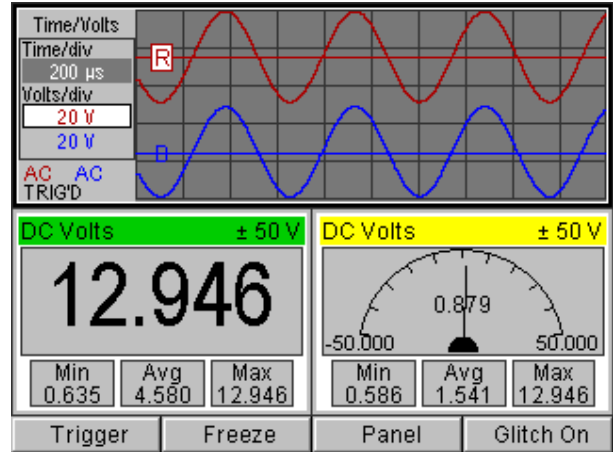 Time/Volts
Time/div
200 µs
Volts/div
20 V
20 V
AC AC
TRIG'D
R
B
DC Volts ± 50 V
12.946
Min Avg Max
0.635 4.580 12.946
DC Volts ± 50 V
0.879
-50.000 50.000
Min Avg Max
0.586 1.541 12.946
Trigger Freeze Panel Glitch On